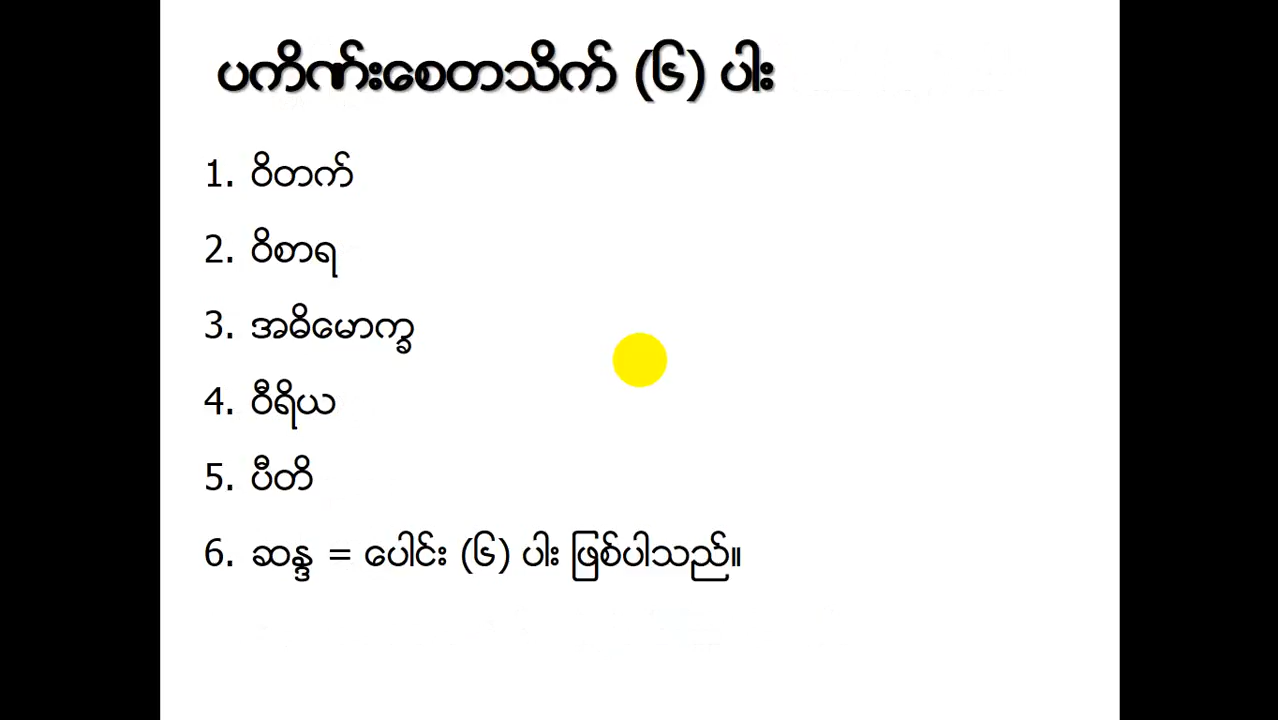 ပကိဏ်းစေတသိက် (၆) ပါး
1. ဝိတက်
2. ဝိစာရ
3. အဓိမောက္ခ
4. ဝီရိယ
5. ပီတိ
6. ဆန္ဒ = ပေါင်း (၆) ပါး ဖြစ်ပါသည်။